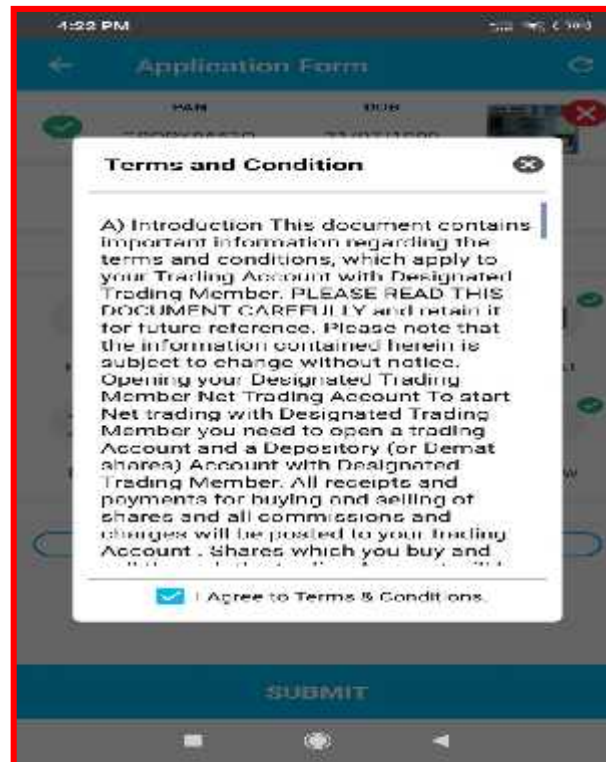 4:22 PM
Application Form
PAN DOB
Terms and Condition
A) Introduction This document contains
important information regarding the
terms and conditions, which apply to
your Trading Account with Designated
Trading Member. PLEASE READ THIS
DOCUMENT CAREFULLY and retain it
for future reference. Please note that
the information contained herein is
subject to change without notice.
Opening your Designated Trading
Member Net Trading Account To start
Net trading with Designated Trading
Member you need to open a trading
Account and a Depository (or Demat
shares) Account with Designated
Trading Member. All receipts and
payments for buying and selling of
shares and all commissions and
charges will be posted to your Trading
Account . Shares which you buy and
I Agree to Terms & Conditions.
SUBMIT